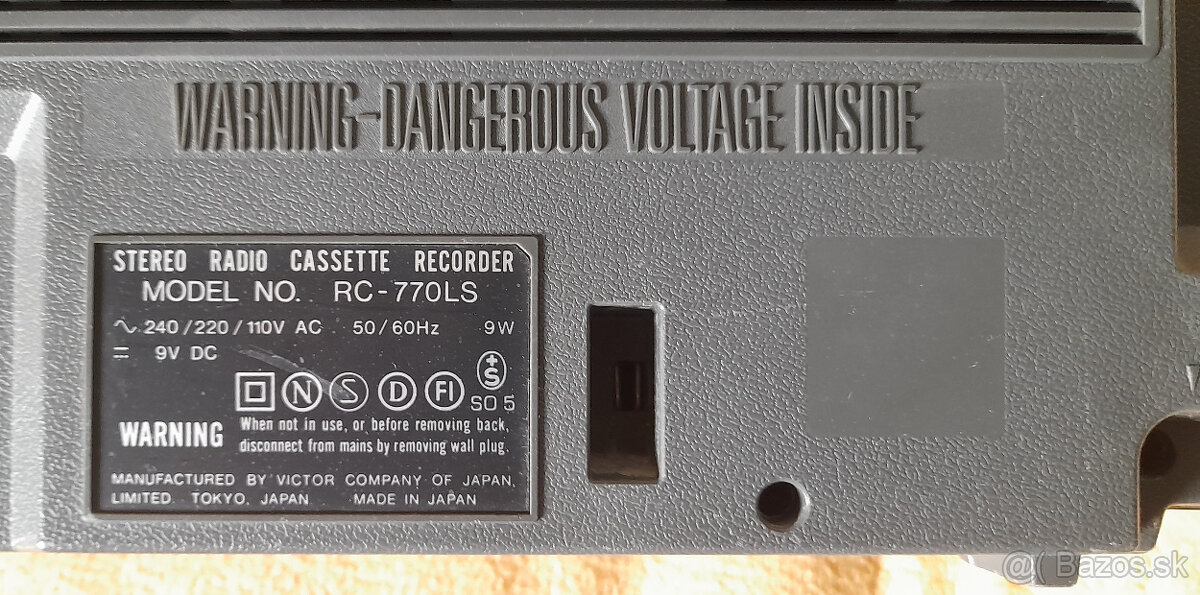 WARNING-DANGEROUS VOLTAGE INSIDE
STEREO RADIO CASSETTE RECORDER
MODEL NO. RC-770LS
∿ 240/220/110V AC 50/60Hz 9W
⎓ 9V DC
N S D FI +S
SO 5
WARNING When not in use, or, before removing back,
disconnect from mains by removing wall plug.
MANUFACTURED BY VICTOR COMPANY OF JAPAN,
LIMITED. TOKYO, JAPAN. MADE IN JAPAN
@( Bazos.sk